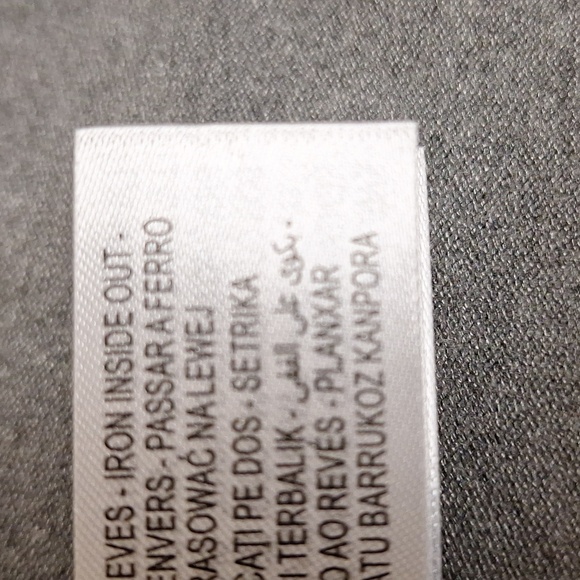 EVES - IRON INSIDE OUT -
ENVERS - PASSAR A FERRO
RASOWAĆ NA LEWEJ
CAȚI PE DOS - SETRIKA
I TERBALIK - يكوى على القفى -
O AO REVÉS - PLANXAR
ATU BARRUKOZ KANPORA